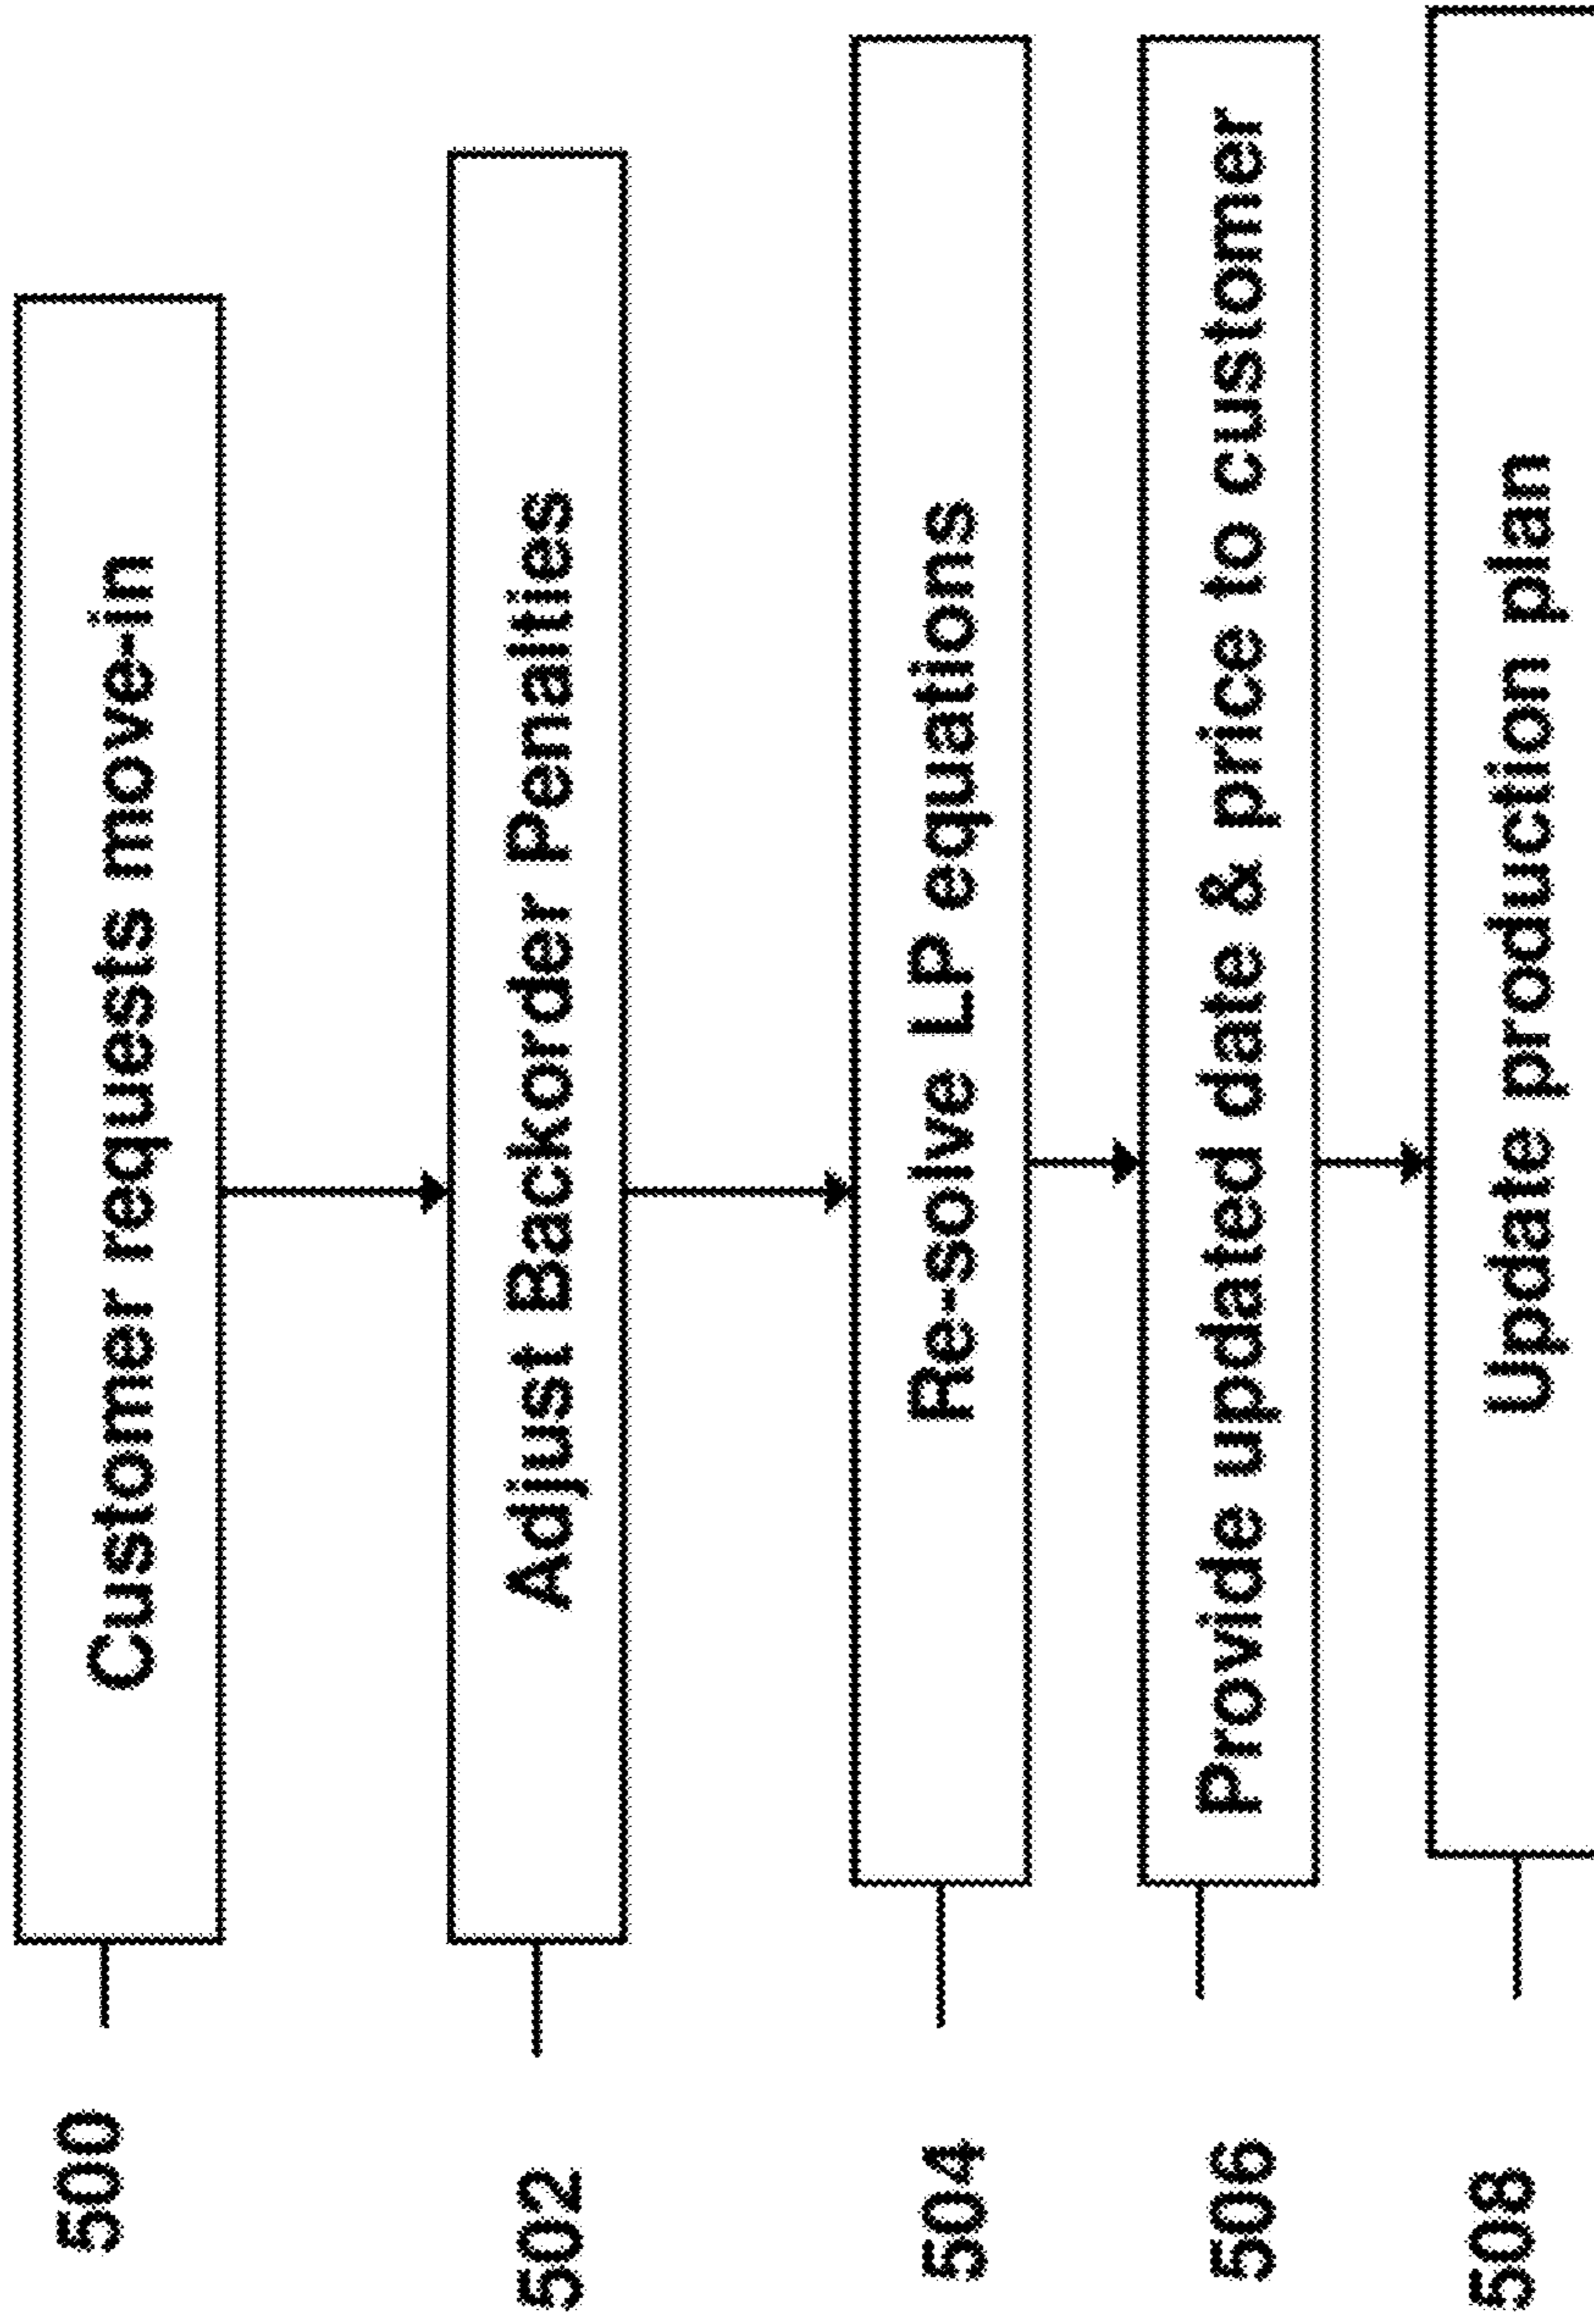 500 Customer requests move-in
502 Adjust Backorder Penalties
504 Re-solve LP equations
506 Provide updated date & price to customer
508 Update production plan